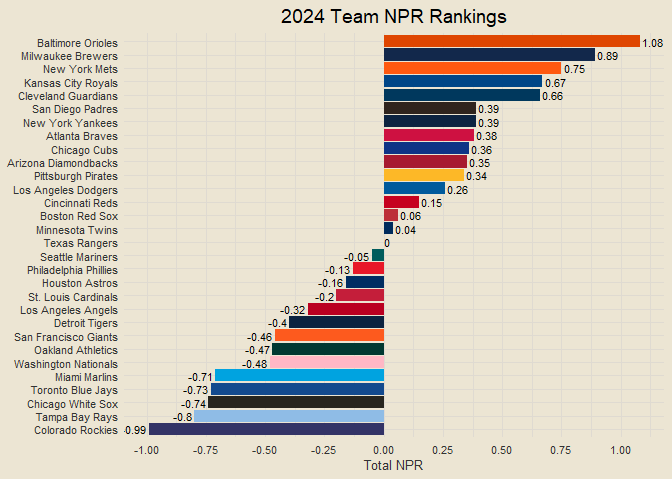 2024 Team NPR Rankings
Baltimore Orioles 1.08
Milwaukee Brewers 0.89
New York Mets 0.75
Kansas City Royals 0.67
Cleveland Guardians 0.66
San Diego Padres 0.39
New York Yankees 0.39
Atlanta Braves 0.38
Chicago Cubs 0.36
Arizona Diamondbacks 0.35
Pittsburgh Pirates 0.34
Los Angeles Dodgers 0.26
Cincinnati Reds 0.15
Boston Red Sox 0.06
Minnesota Twins 0.04
Texas Rangers 0
Seattle Mariners -0.05
Philadelphia Phillies -0.13
Houston Astros -0.16
St. Louis Cardinals -0.2
Los Angeles Angels -0.32
Detroit Tigers -0.4
San Francisco Giants -0.46
Oakland Athletics -0.47
Washington Nationals -0.48
Miami Marlins -0.71
Toronto Blue Jays -0.73
Chicago White Sox -0.74
Tampa Bay Rays -0.8
Colorado Rockies -0.99
-1.00 -0.75 -0.50 -0.25 0.00 0.25 0.50 0.75 1.00
Total NPR